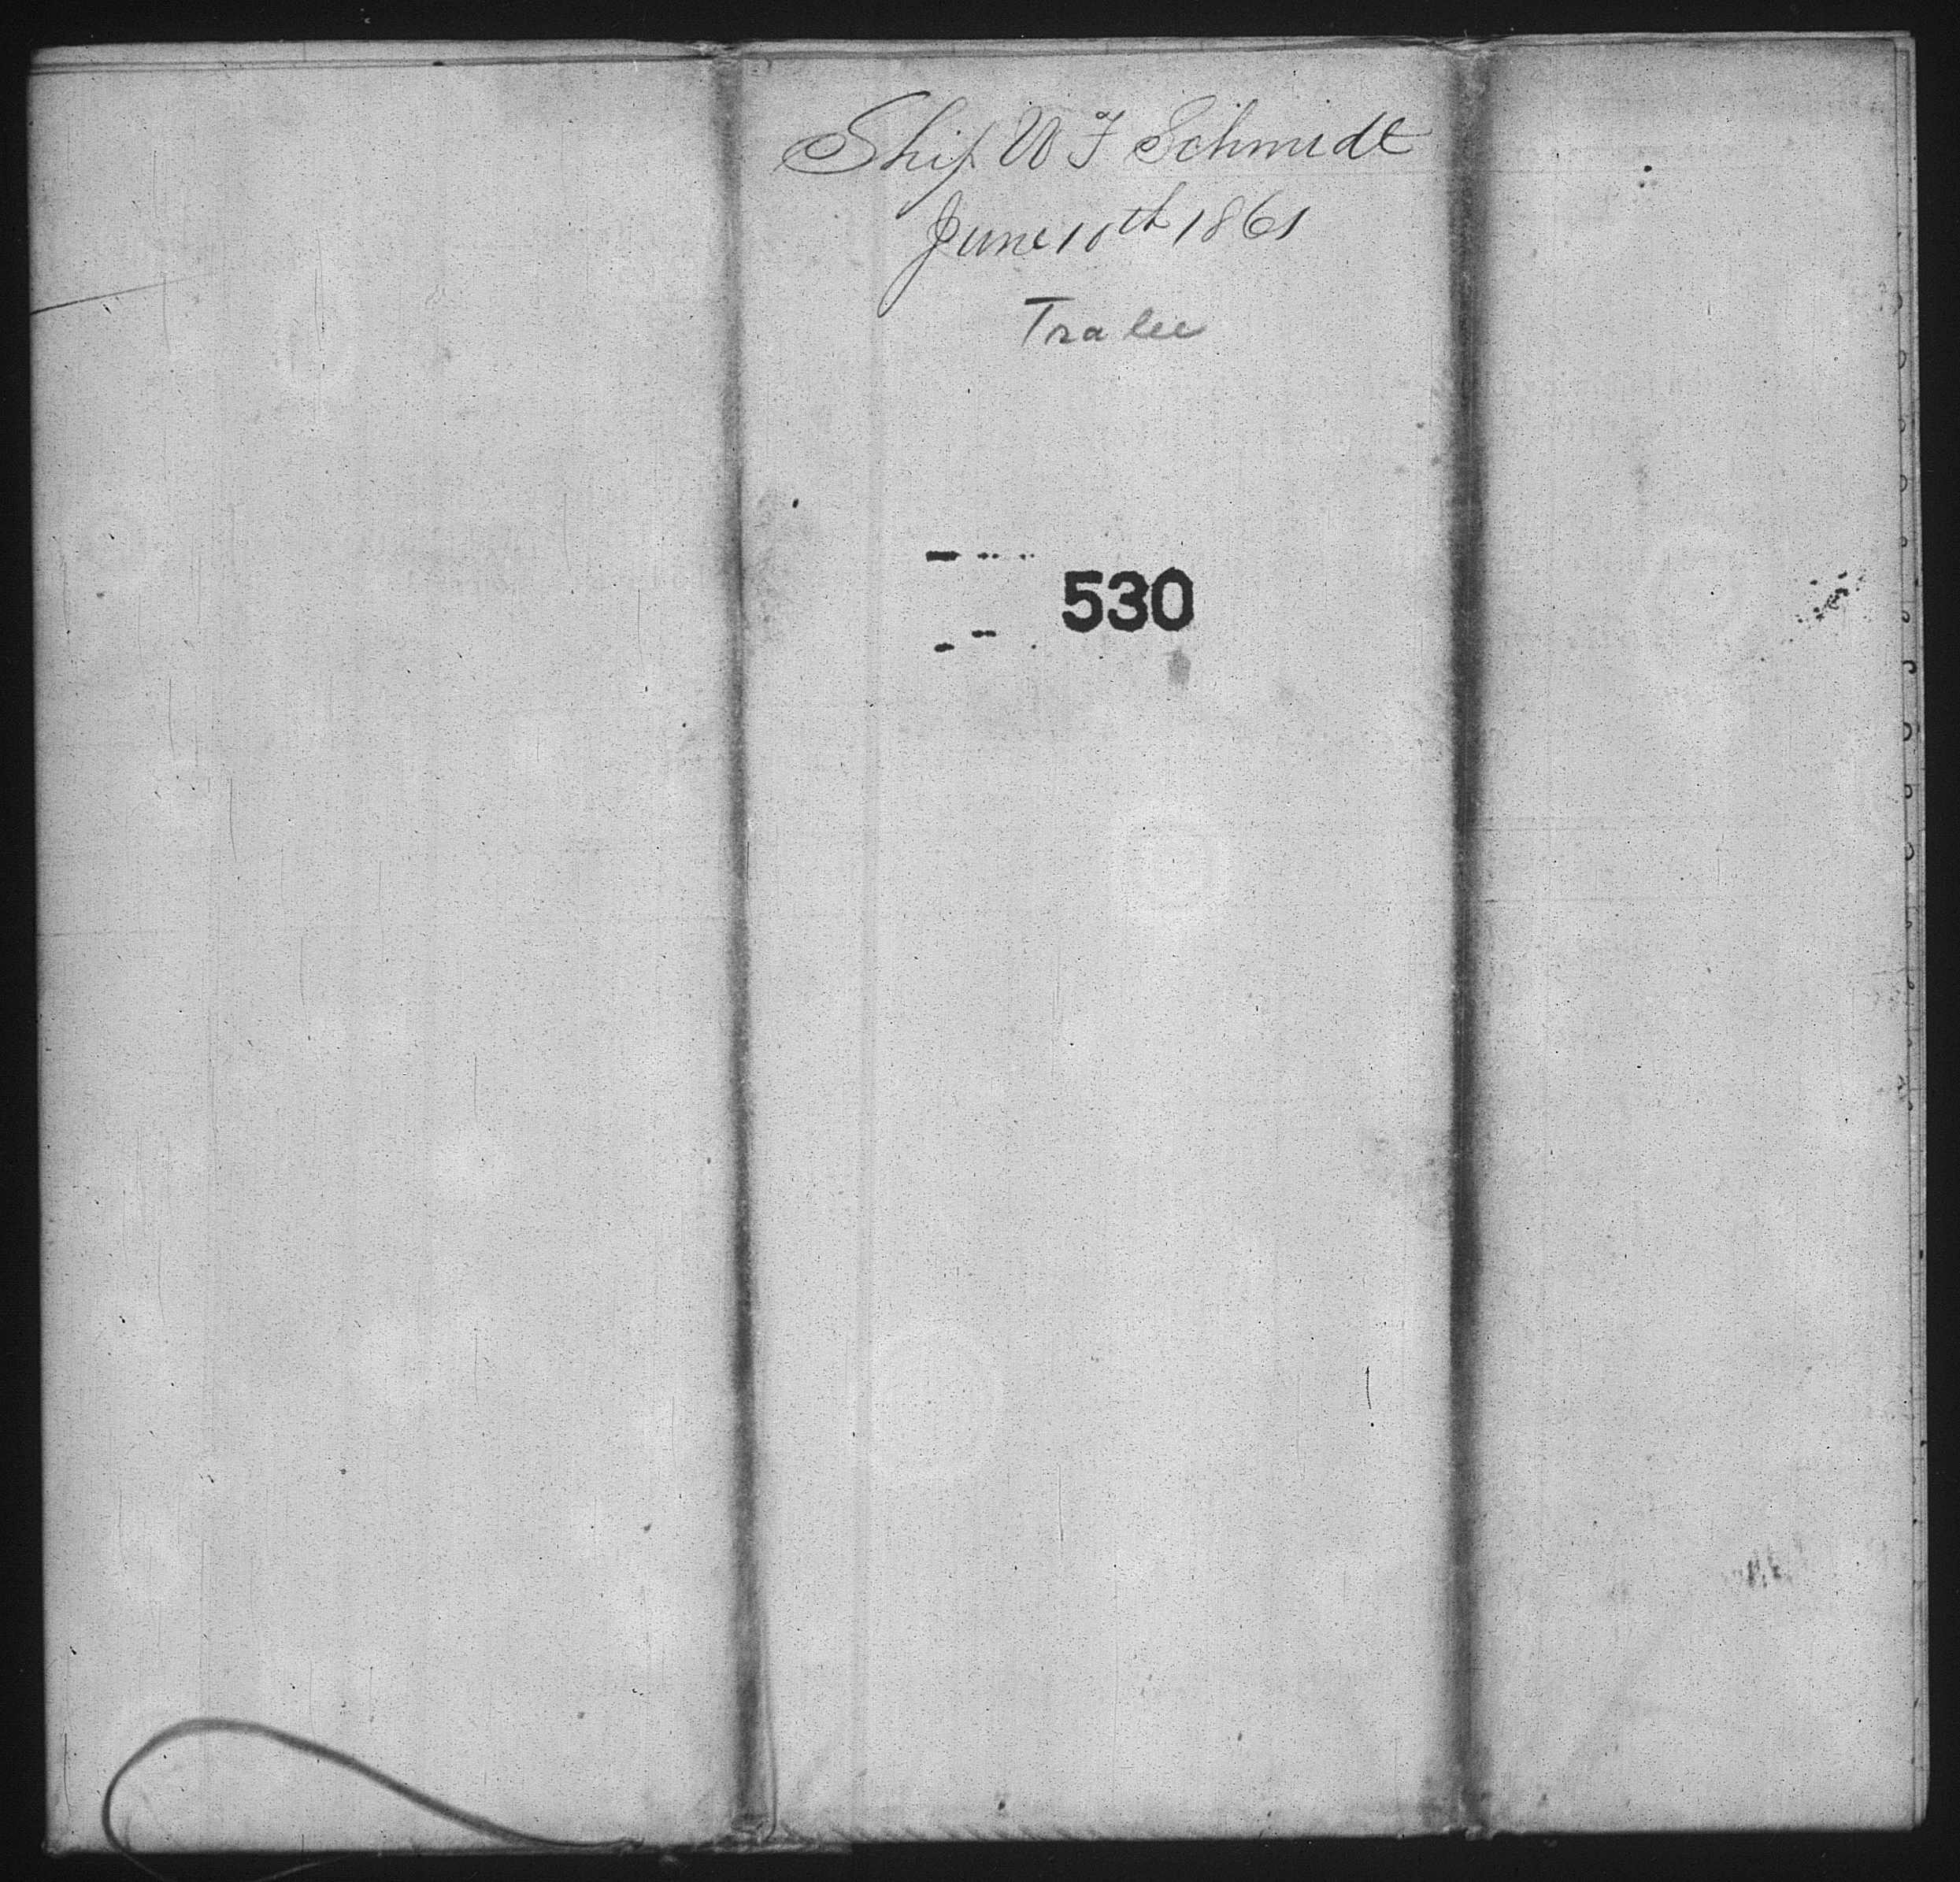 Ship W F Schmidt
June 10th 1861
Tralee
530